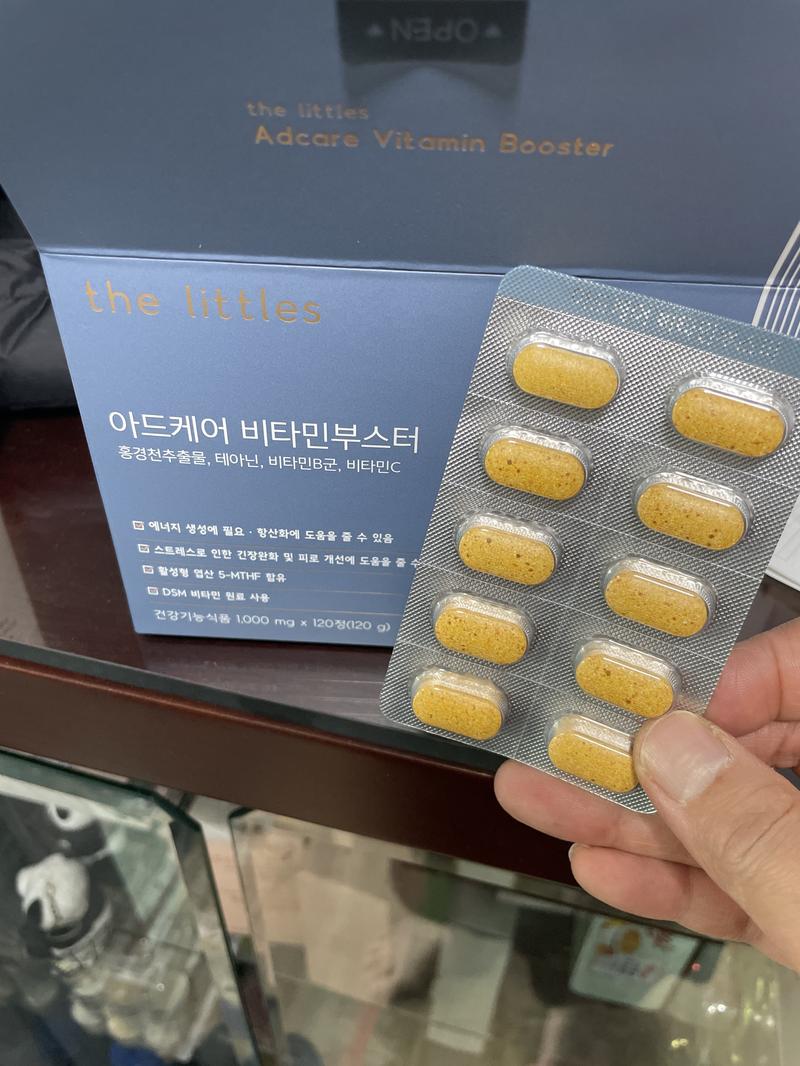 OPEN
the littles
Adcare Vitamin Booster
the littles
아드케어 비타민부스터
홍경천추출물, 테아닌, 비타민B군, 비타민C
에너지 생성에 필요 · 항산화에 도움을 줄 수 있음
스트레스로 인한 긴장완화 및 피로 개선에 도움을 줄 수
활성형 엽산 5-MTHF 함유
DSM 비타민 원료 사용
건강기능식품 1,000 mg x 120정(120 g)